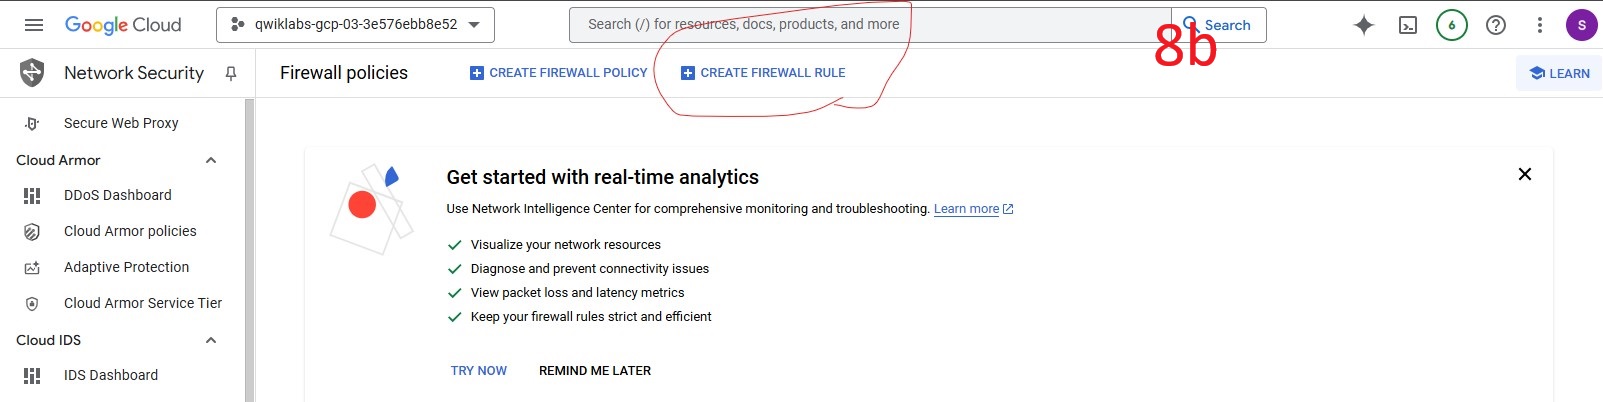 Google Cloud
qwiklabs-gcp-03-3e576ebb8e52
Search (/) for resources, docs, products, and more
Search
8b
6
S
Network Security
Firewall policies
CREATE FIREWALL POLICY
CREATE FIREWALL RULE
LEARN
Secure Web Proxy
Cloud Armor
DDoS Dashboard
Cloud Armor policies
Adaptive Protection
Cloud Armor Service Tier
Cloud IDS
IDS Dashboard
Get started with real-time analytics
Use Network Intelligence Center for comprehensive monitoring and troubleshooting. Learn more
Visualize your network resources
Diagnose and prevent connectivity issues
View packet loss and latency metrics
Keep your firewall rules strict and efficient
TRY NOW
REMIND ME LATER